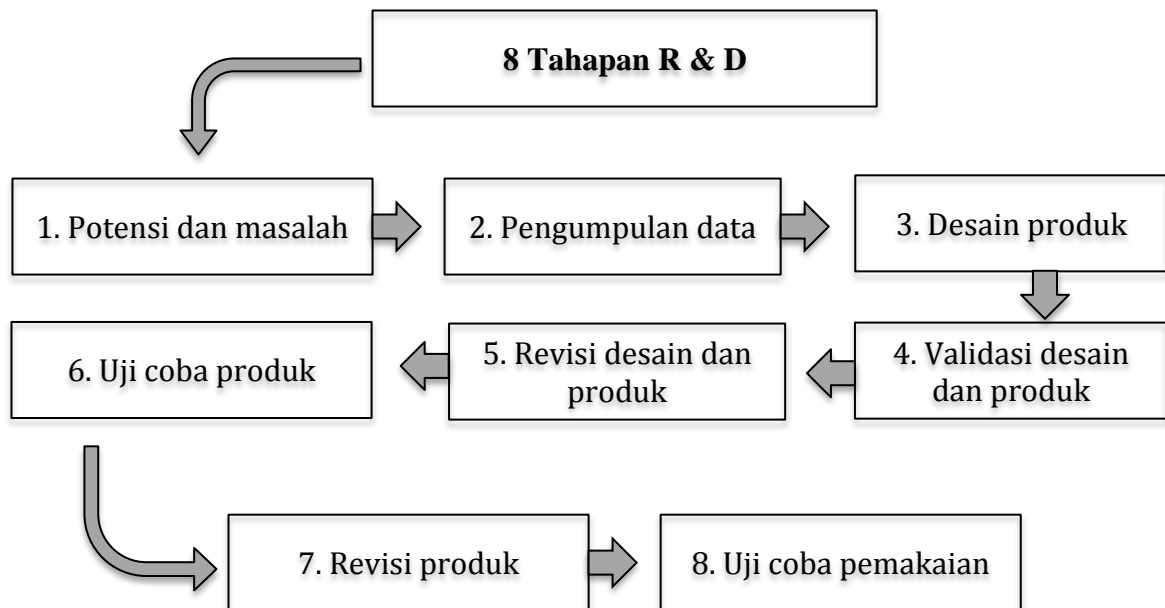 8 Tahapan R & D
1. Potensi dan masalah
2. Pengumpulan data
3. Desain produk
4. Validasi desain
dan produk
5. Revisi desain dan
produk
6. Uji coba produk
7. Revisi produk
8. Uji coba pemakaian